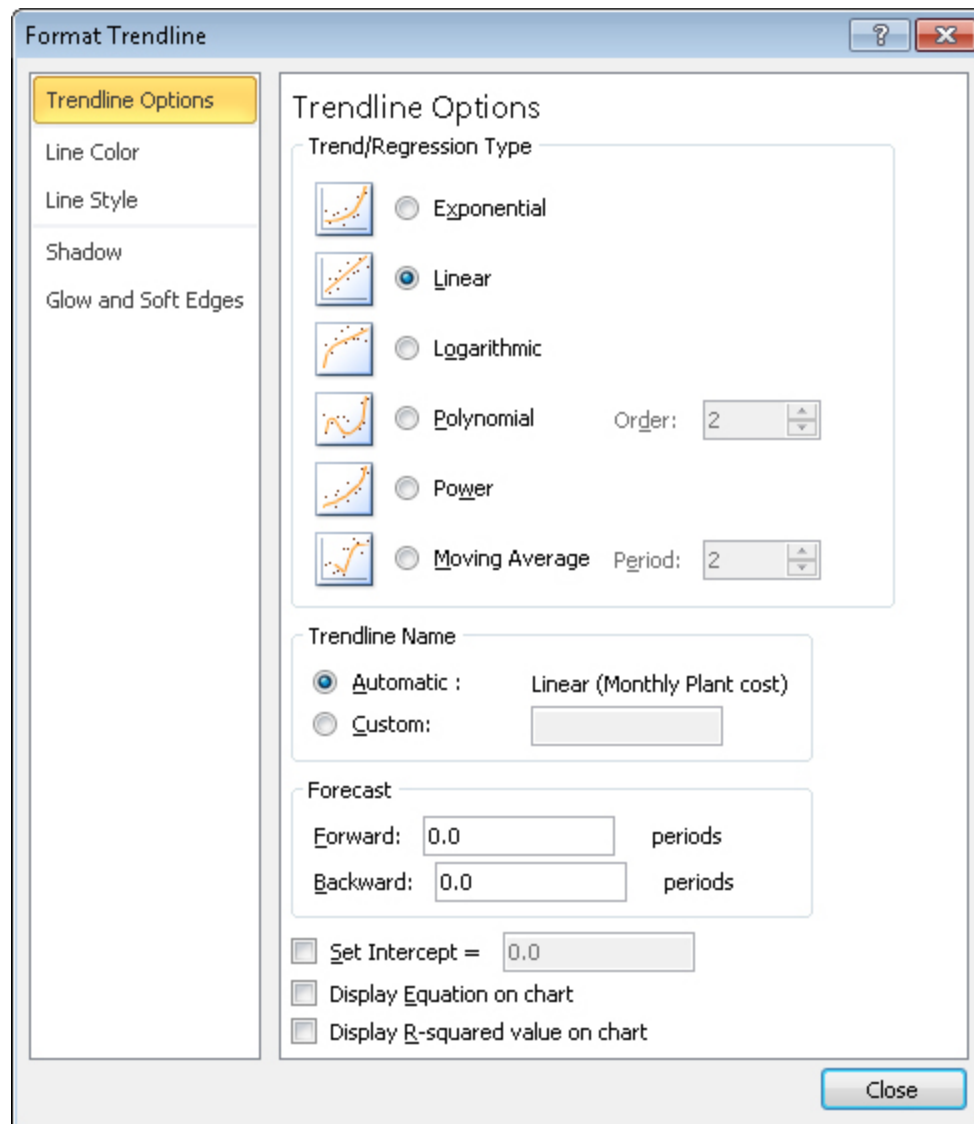 Format Trendline
?
Trendline Options
Line Color
Line Style
Shadow
Glow and Soft Edges
Trendline Options
Trend/Regression Type
Exponential
Linear
Logarithmic
Polynomial Order: 2
Power
Moving Average Period: 2
Trendline Name
Automatic : Linear (Monthly Plant cost)
Custom:
Forecast
Forward: 0.0 periods
Backward: 0.0 periods
Set Intercept = 0.0
Display Equation on chart
Display R-squared value on chart
Close